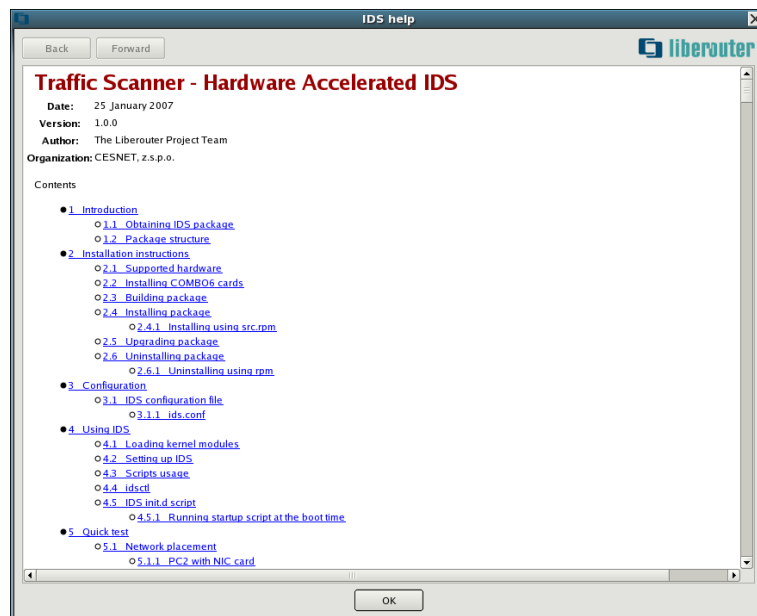 IDS help
Back Forward liberouter
Traffic Scanner - Hardware Accelerated IDS
Date: 25 January 2007
Version: 1.0.0
Author: The Liberouter Project Team
Organization: CESNET, z.s.p.o.
Contents
1 Introduction
1.1 Obtaining IDS package
1.2 Package structure
2 Installation instructions
2.1 Supported hardware
2.2 Installing COMBO6 cards
2.3 Building package
2.4 Installing package
2.4.1 Installing using src.rpm
2.5 Upgrading package
2.6 Uninstalling package
2.6.1 Uninstalling using rpm
3 Configuration
3.1 IDS configuration file
3.1.1 ids.conf
4 Using IDS
4.1 Loading kernel modules
4.2 Setting up IDS
4.3 Scripts usage
4.4 idsctl
4.5 IDS init.d script
4.5.1 Running startup script at the boot time
5 Quick test
5.1 Network placement
5.1.1 PC2 with NIC card
OK